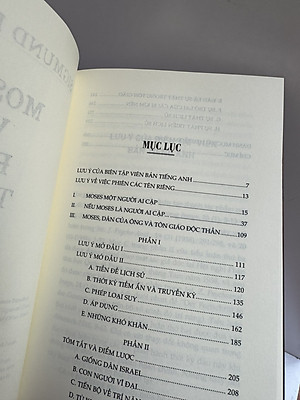 MỤC LỤC
LƯU Ý CỦA BIÊN TẬP VIÊN BẢN TIẾNG ANH 7
LƯU Ý VỀ VIỆC PHIÊN CÁC TÊN RIÊNG 13
I. MOSES MỘT NGƯỜI AI CẬP 15
II. NẾU MOSES LÀ NGƯỜI AI CẬP... 37
III. MOSES, DÂN CỦA ÔNG VÀ TÔN GIÁO ĐỘC THẦN 109
PHẦN I
LƯU Ý MỞ ĐẦU I 111
LƯU Ý MỞ ĐẦU II 117
A. TIỀN ĐỀ LỊCH SỬ 120
B. THỜI KỲ TIỀM ẨN VÀ TRUYỀN KỲ 135
C. PHÉP LOẠI SUY 146
D. ÁP DỤNG 162
E. NHỮNG KHÓ KHĂN 185
PHẦN II
TÓM TẮT VÀ ĐIỂM LƯỢC 205
A. GIỐNG DÂN ISRAEL 208
B. CON NGƯỜI VĨ ĐẠI
C. TIẾN BỘ VỀ TRÍ